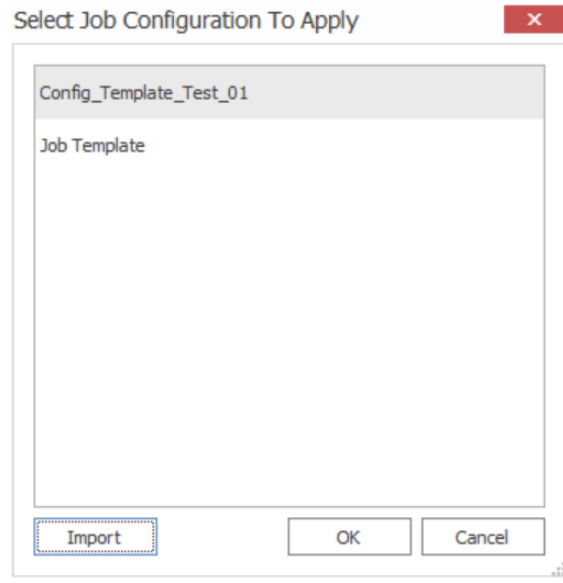 Select Job Configuration To Apply
Config_Template_Test_01
Job Template
Import OK Cancel